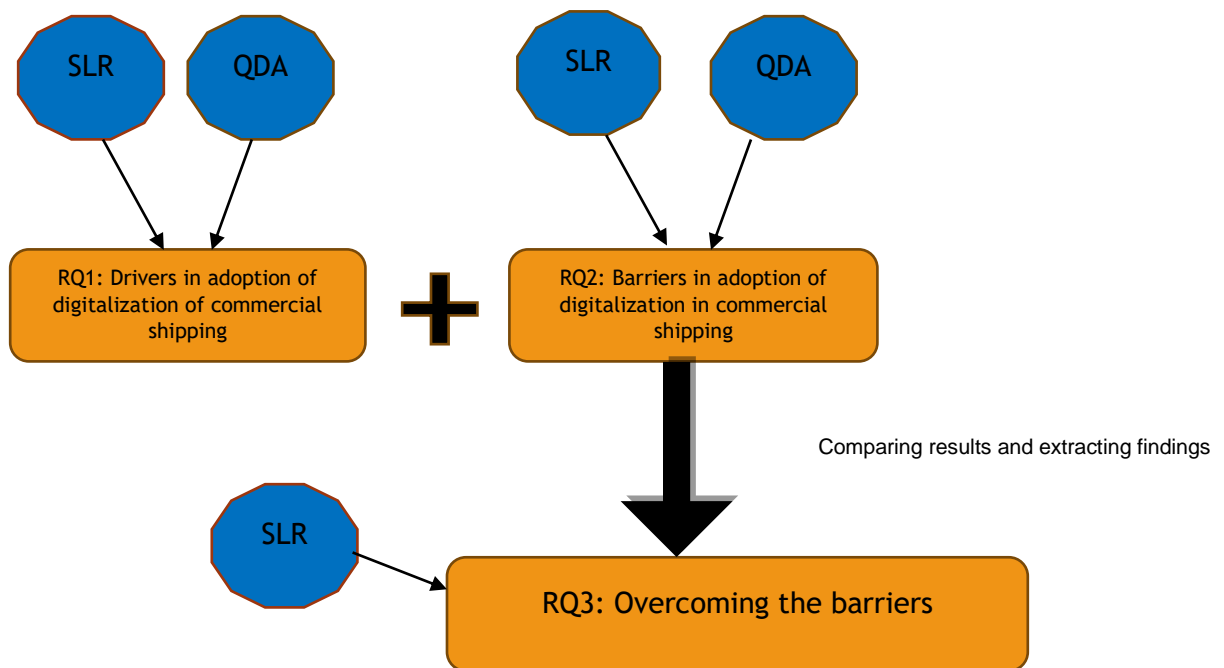 SLR
QDA
SLR
QDA
RQ1: Drivers in adoption of
digitalization of commercial
shipping
RQ2: Barriers in adoption of
digitalization in commercial
shipping
Comparing results and extracting findings
SLR
RQ3: Overcoming the barriers